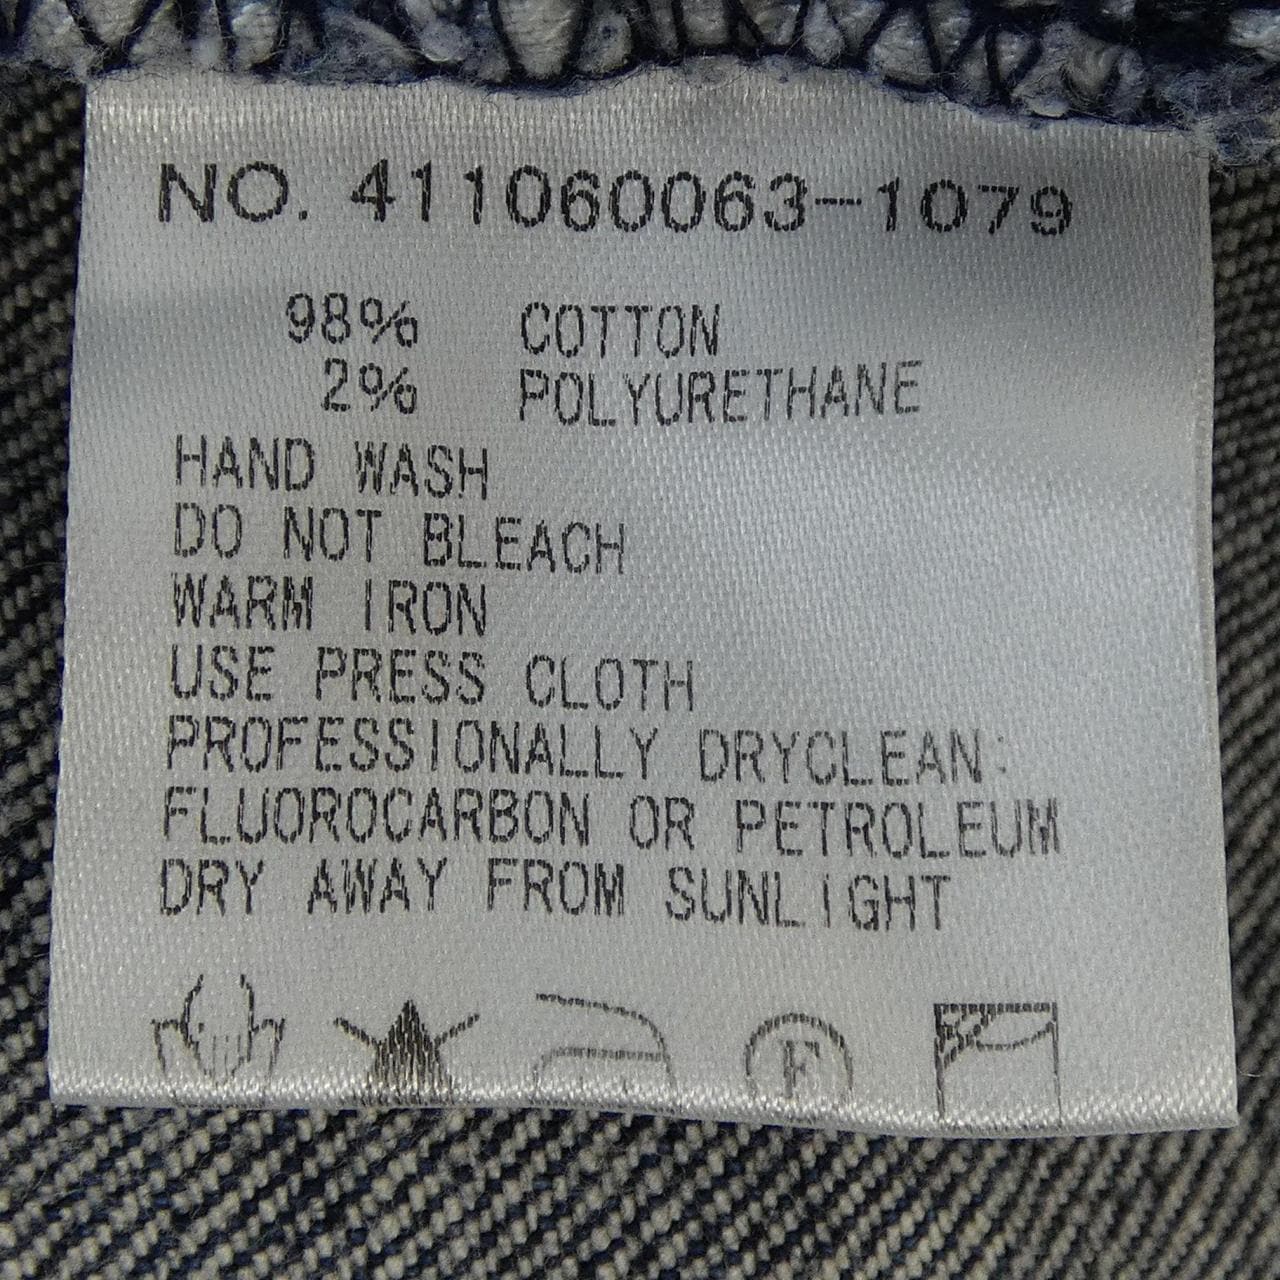 NO. 411060063-1079
98% COTTON
2% POLYURETHANE
HAND WASH
DO NOT BLEACH
WARM IRON
USE PRESS CLOTH
PROFESSIONALLY DRYCLEAN:
FLUOROCARBON OR PETROLEUM
DRY AWAY FROM SUNLIGHT
F